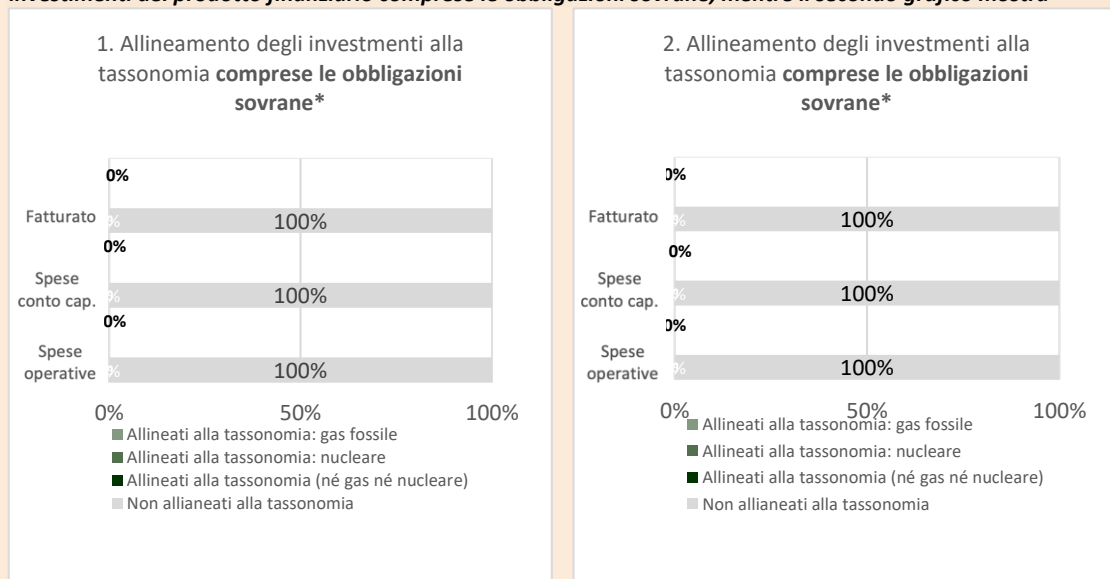 investimenti del prodotto finanziario comprese le obbligazioni sovrane, mentre il secondo grafico mostra
1. Allineamento degli investmenti alla
tassonomia comprese le obbligazioni
sovrane*
0%
Fatturato % 100%
0%
Spese
conto cap. % 100%
0%
Spese
operative % 100%
0% 50% 100%
Allineati alla tassonomia: gas fossile
Allineati alla tassonomia: nucleare
Allineati alla tassonomia (né gas né nucleare)
Non allianeati alla tassonomia
2. Allineamento degli investmenti alla
tassonomia comprese le obbligazioni
sovrane*
0%
Fatturato % 100%
0%
Spese
conto cap. % 100%
0%
Spese
operative % 100%
0% 50% 100%
Allineati alla tassonomia: gas fossile
Allineati alla tassonomia: nucleare
Allineati alla tassonomia (né gas né nucleare)
Non allianeati alla tassonomia